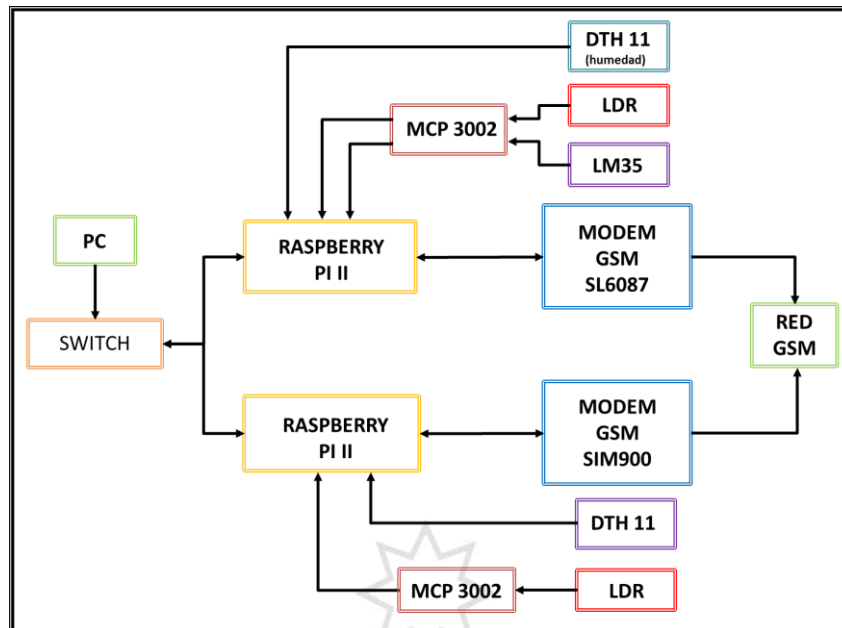 DTH 11
(humedad)
LDR
MCP 3002
LM35
PC
RASPBERRY
PI II
MODEM
GSM
SL6087
SWITCH
RED
GSM
RASPBERRY
PI II
MODEM
GSM
SIM900
DTH 11
MCP 3002
LDR